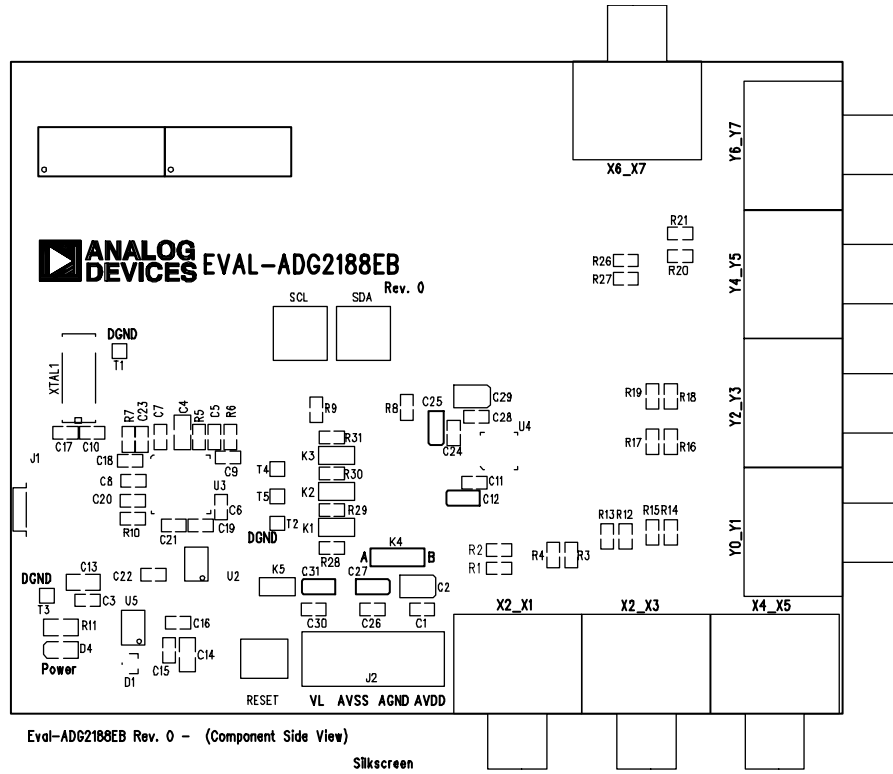 X6_X7
Y6_Y7
R21
R20
R26
R27
Y4_Y5
ANALOG
DEVICES
EVAL-ADG2188EB
Rev. 0
SCL
SDA
DGND
T1
XTAL1
C17
C10
R7
C23
C7
C4
R5
C5
R6
C9
R9
R8
C25
C29
C28
C24
U4
R19
R18
Y2_Y3
R17
R16
J1
C18
C8
C20
R10
U3
C6
C21
C19
T4
T5
T2
DGND
R31
K3
R30
K2
R29
K1
R28
C11
C12
A
K4
B
R2
R1
R4
R3
R13
R12
R15
R14
Y0_Y1
DGND
T3
C13
C3
C22
U2
U5
K5
C31
C27
C2
C30
C26
C1
R11
D4
Power
D1
C16
C15
C14
RESET
J2
VL
AVSS
AGND
AVDD
X2_X1
X2_X3
X4_X5
Eval-ADG2188EB Rev. 0 - (Component Side View)
Silkscreen